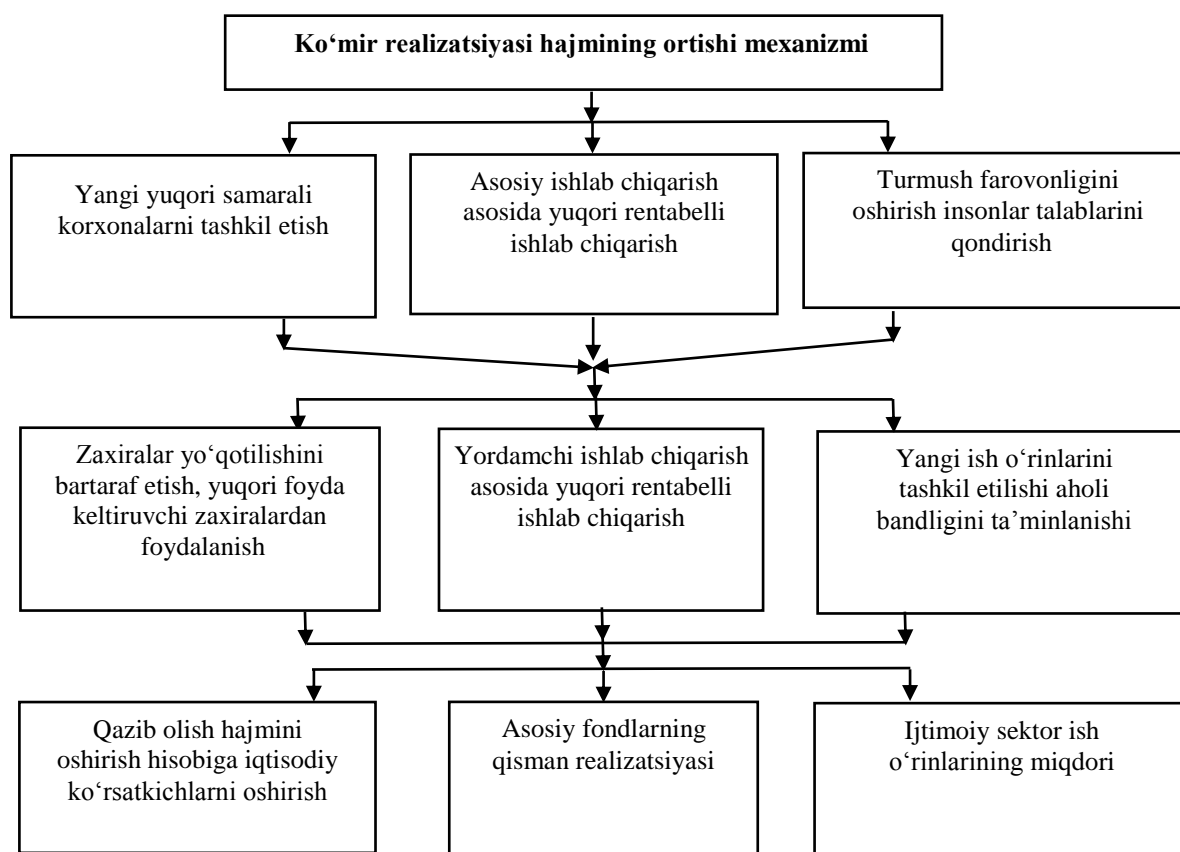 Ko‘mir realizatsiyasi hajmining ortishi mexanizmi
Yangi yuqori samarali
korxonalarni tashkil etish
Asosiy ishlab chiqarish
asosida yuqori rentabelli
ishlab chiqarish
Turmush farovonligini
oshirish insonlar talablarini
qondirish
Zaxiralar yo‘qotilishini
bartaraf etish, yuqori foyda
keltiruvchi zaxiralardan
foydalanish
Yordamchi ishlab chiqarish
asosida yuqori rentabelli
ishlab chiqarish
Yangi ish o‘rinlarini
tashkil etilishi aholi
bandligini ta’minlanishi
Qazib olish hajmini
oshirish hisobiga iqtisodiy
ko‘rsatkichlarni oshirish
Asosiy fondlarning
qisman realizatsiyasi
Ijtimoiy sektor ish
o‘rinlarining miqdori